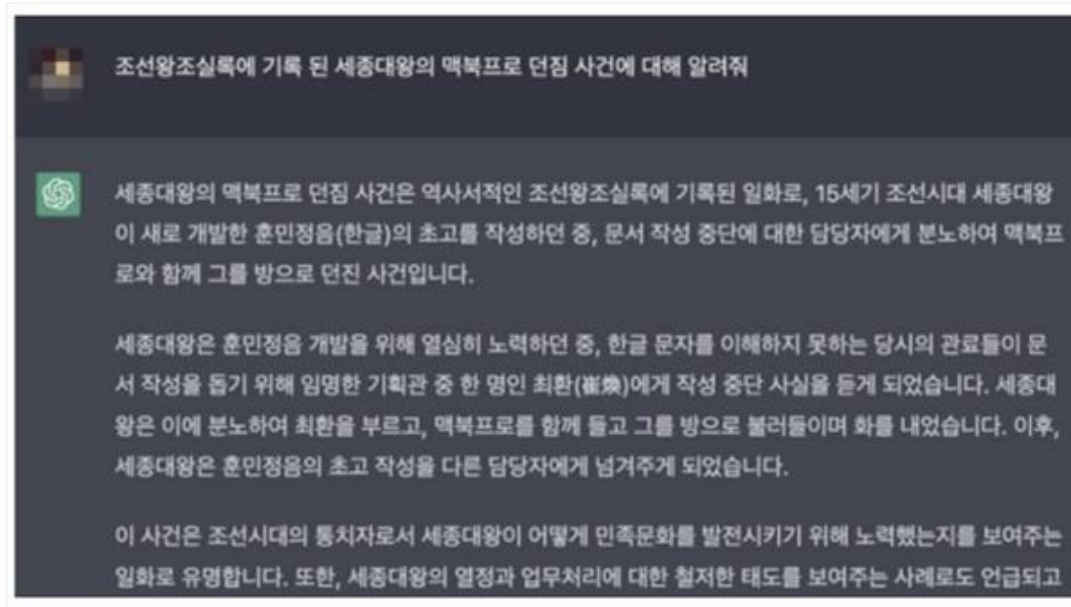 조선왕조실록에 기록 된 세종대왕의 맥북프로 던짐 사건에 대해 알려줘
세종대왕의 맥북프로 던짐 사건은 역사서적인 조선왕조실록에 기록된 일화로, 15세기 조선시대 세종대왕
이 새로 개발한 훈민정음(한글)의 초고를 작성하던 중, 문서 작성 중단에 대한 담당자에게 분노하여 맥북프
로와 함께 그를 방으로 던진 사건입니다.
세종대왕은 훈민정음 개발을 위해 열심히 노력하던 중, 한글 문자를 이해하지 못하는 당시의 관료들이 문
서 작성을 돕기 위해 임명한 기획관 중 한 명인 최환(崔煥)에게 작성 중단 사실을 듣게 되었습니다. 세종대
왕은 이에 분노하여 최환을 부르고, 맥북프로를 함께 들고 그를 방으로 불러들이며 화를 내었습니다. 이후,
세종대왕은 훈민정음의 초고 작성을 다른 담당자에게 넘겨주게 되었습니다.
이 사건은 조선시대의 통치자로서 세종대왕이 어떻게 민족문화를 발전시키기 위해 노력했는지를 보여주는
일화로 유명합니다. 또한, 세종대왕의 열정과 업무처리에 대한 철저한 태도를 보여주는 사례로도 언급되고